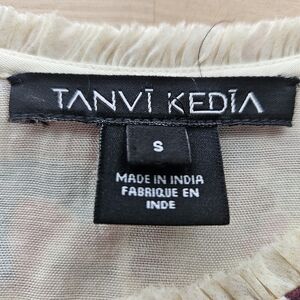 TANVĪ KEDĪA
S
MADE IN INDIA
FABRIQUE EN
INDE